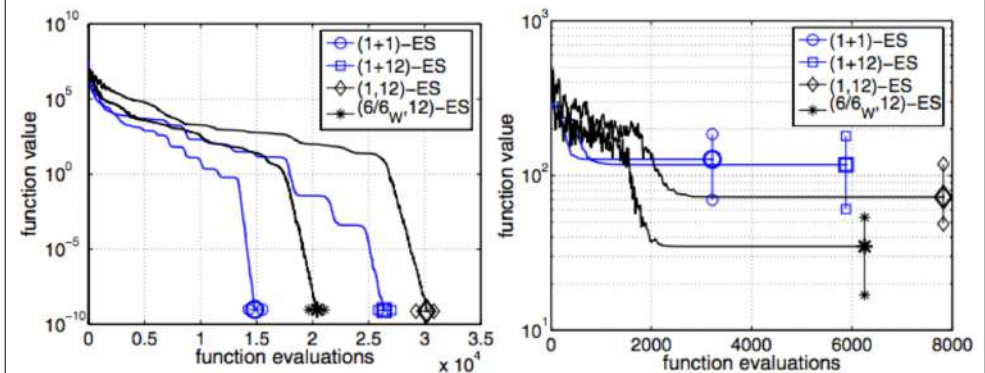 10^10
10^5
10^0
10^-5
10^-10
function value
0 0.5 1.0 1.5 2.0 2.5 3.0 3.5
function evaluations
x 10^4
(1+1)-ES
(1+12)-ES
(1,12)-ES
(6/6_W,12)-ES
10^3
10^2
10^1
function value
0 2000 4000 6000 8000
function evaluations
(1+1)-ES
(1+12)-ES
(1,12)-ES
(6/6_W,12)-ES